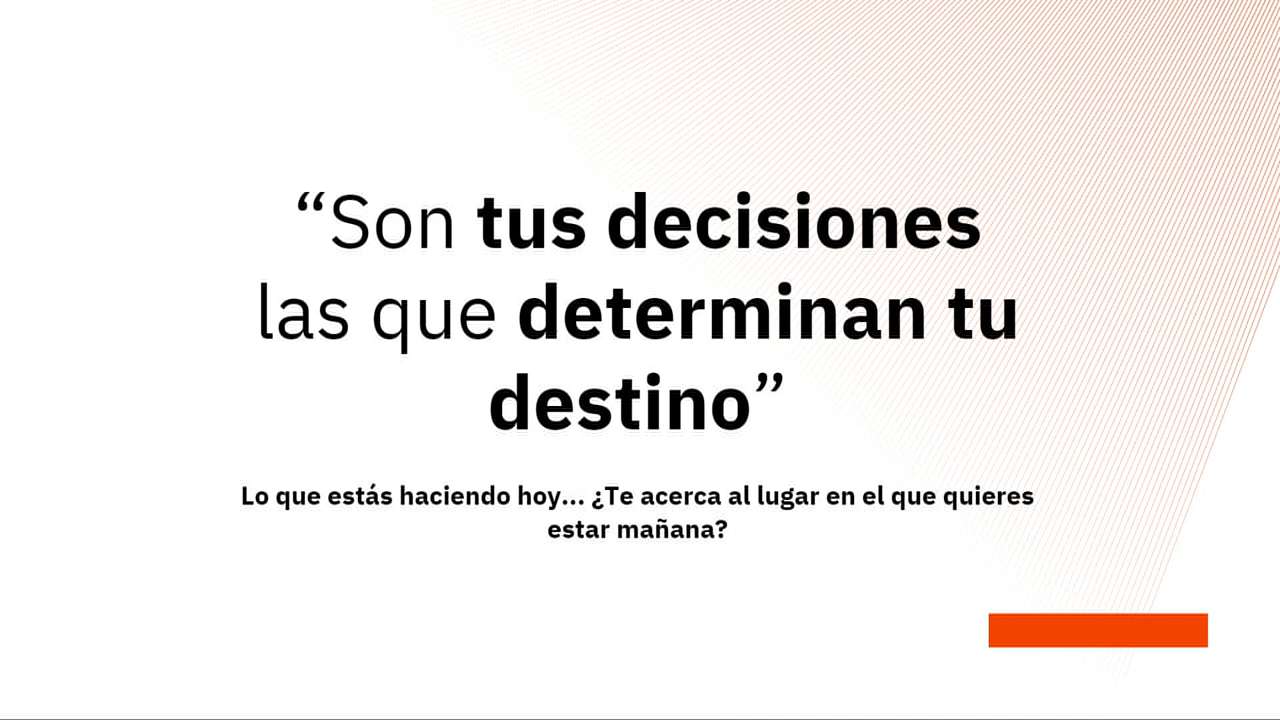 “Son tus decisiones
las que determinan tu
destino”
Lo que estás haciendo hoy... ¿Te acerca al lugar en el que quieres
estar mañana?